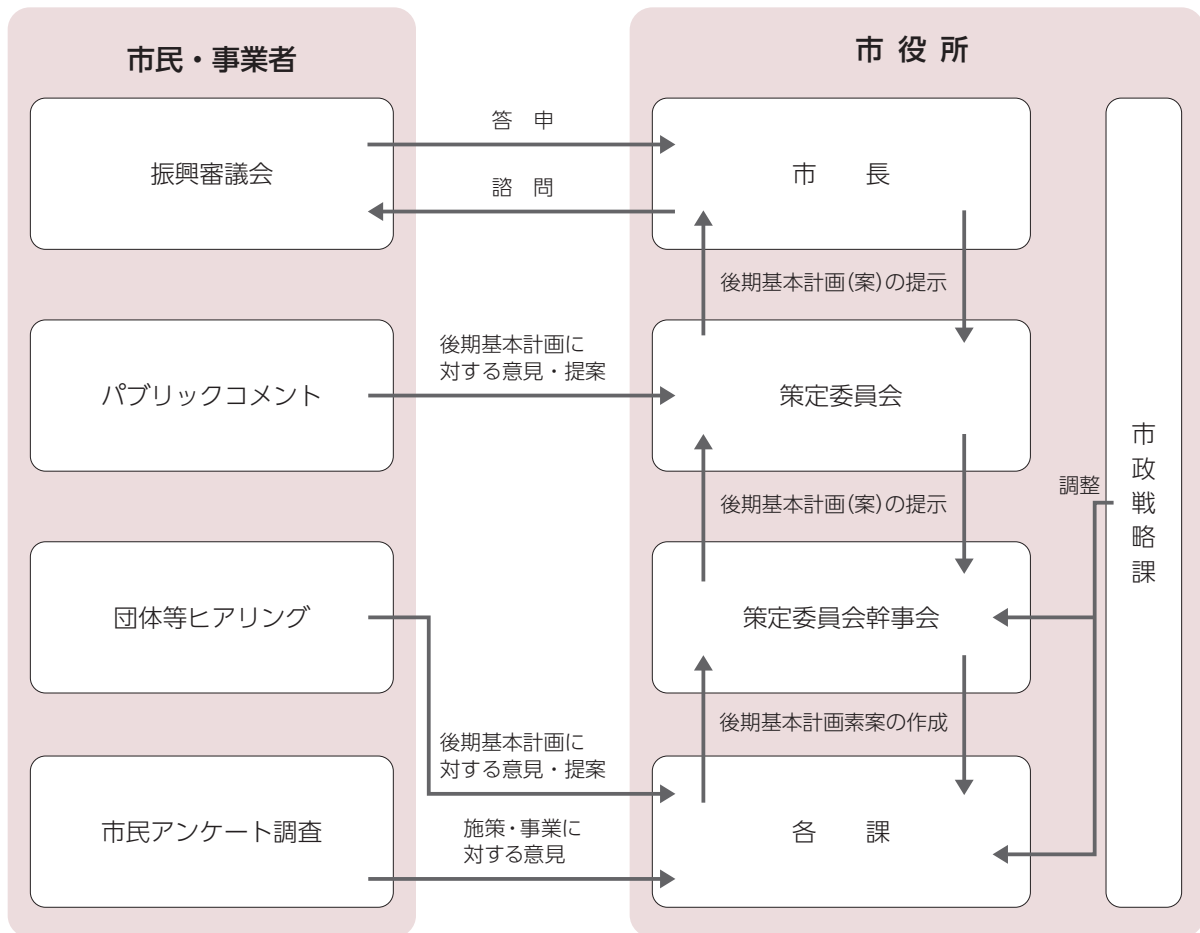 市民・事業者
市 役 所
振興審議会
答 申
諮 問
市 長
後期基本計画(案)の提示
パブリックコメント
後期基本計画に
対する意見・提案
策定委員会
後期基本計画(案)の提示
調整
市政戦略課
団体等ヒアリング
策定委員会幹事会
後期基本計画素案の作成
後期基本計画に
対する意見・提案
市民アンケート調査
施策・事業に
対する意見
各 課